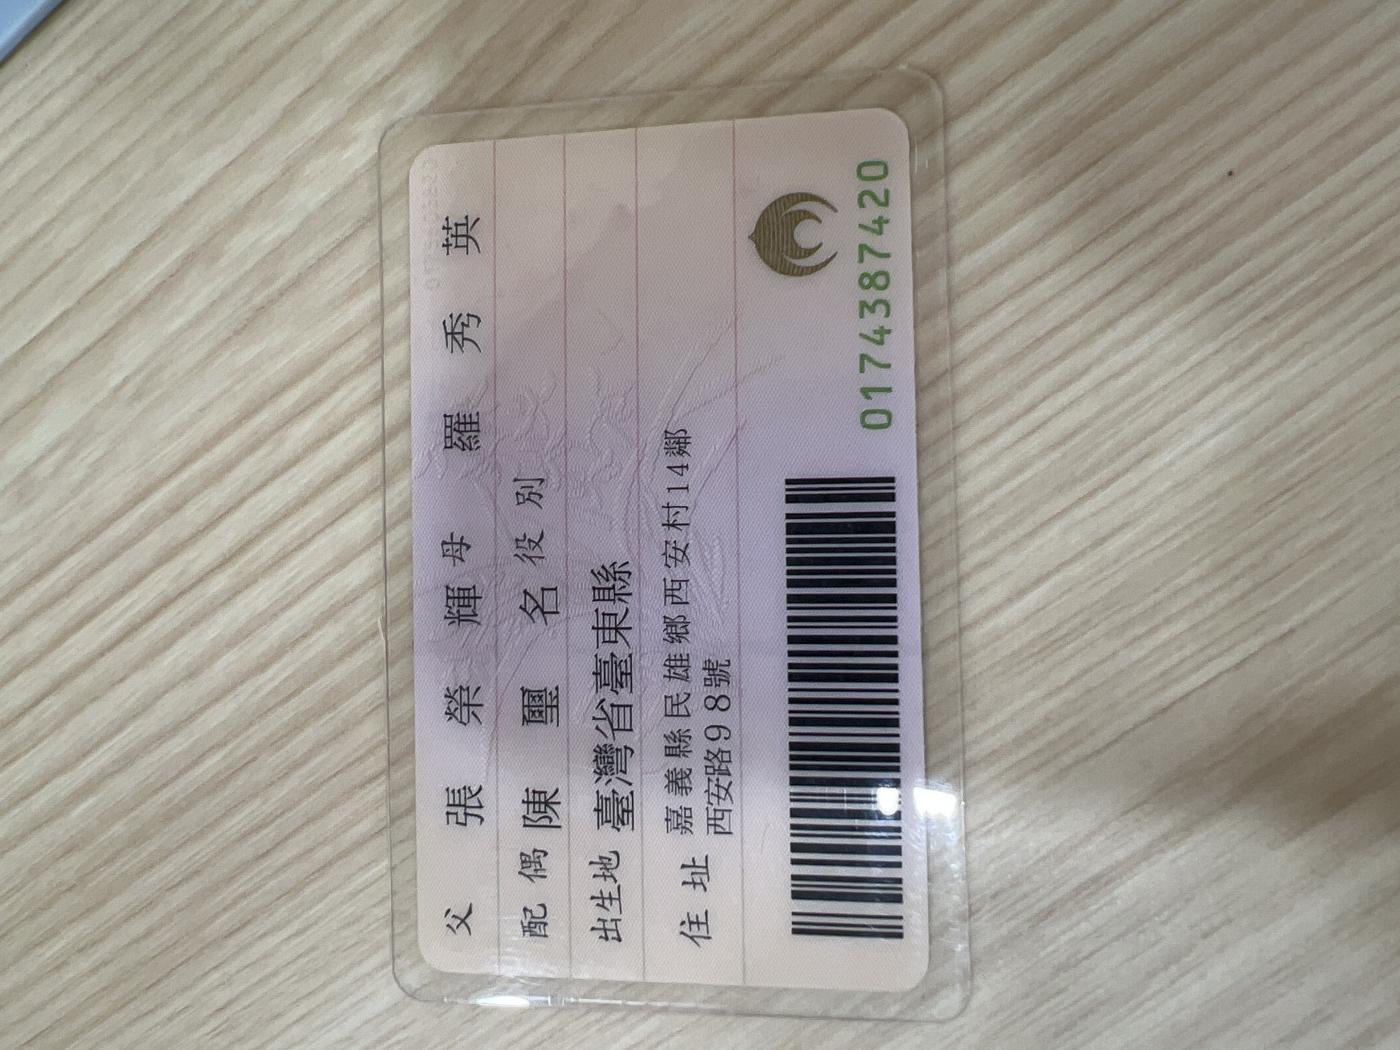 父 張榮輝 母 羅秀英
配偶 陳璽名 役別
出生地 臺灣省臺東縣
住址 嘉義縣民雄鄉西安村14鄰
西安路98號
0174387420